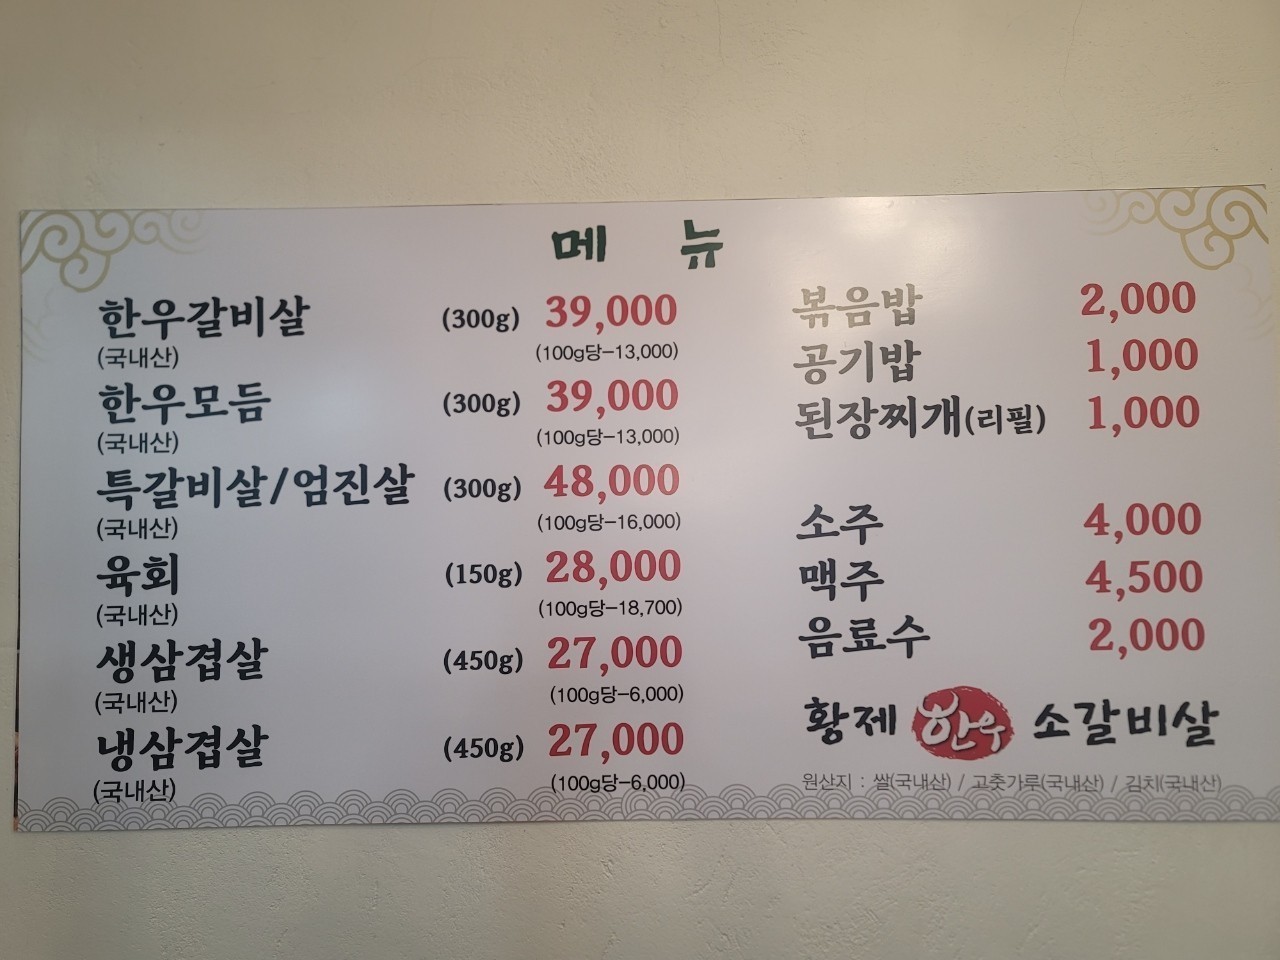 메 뉴
한우갈비살 (300g) 39,000
(국내산) (100g당-13,000)
한우모듬 (300g) 39,000
(국내산) (100g당-13,000)
특갈비살/엄진살 (300g) 48,000
(국내산) (100g당-16,000)
육회 (150g) 28,000
(국내산) (100g당-18,700)
생삼겹살 (450g) 27,000
(국내산) (100g당-6,000)
냉삼겹살 (450g) 27,000
(국내산) (100g당-6,000)
볶음밥 2,000
공기밥 1,000
된장찌개(리필) 1,000
소주 4,000
맥주 4,500
음료수 2,000
황제 한우 소갈비살
원산지 : 쌀(국내산) / 고춧가루(국내산) / 김치(국내산)